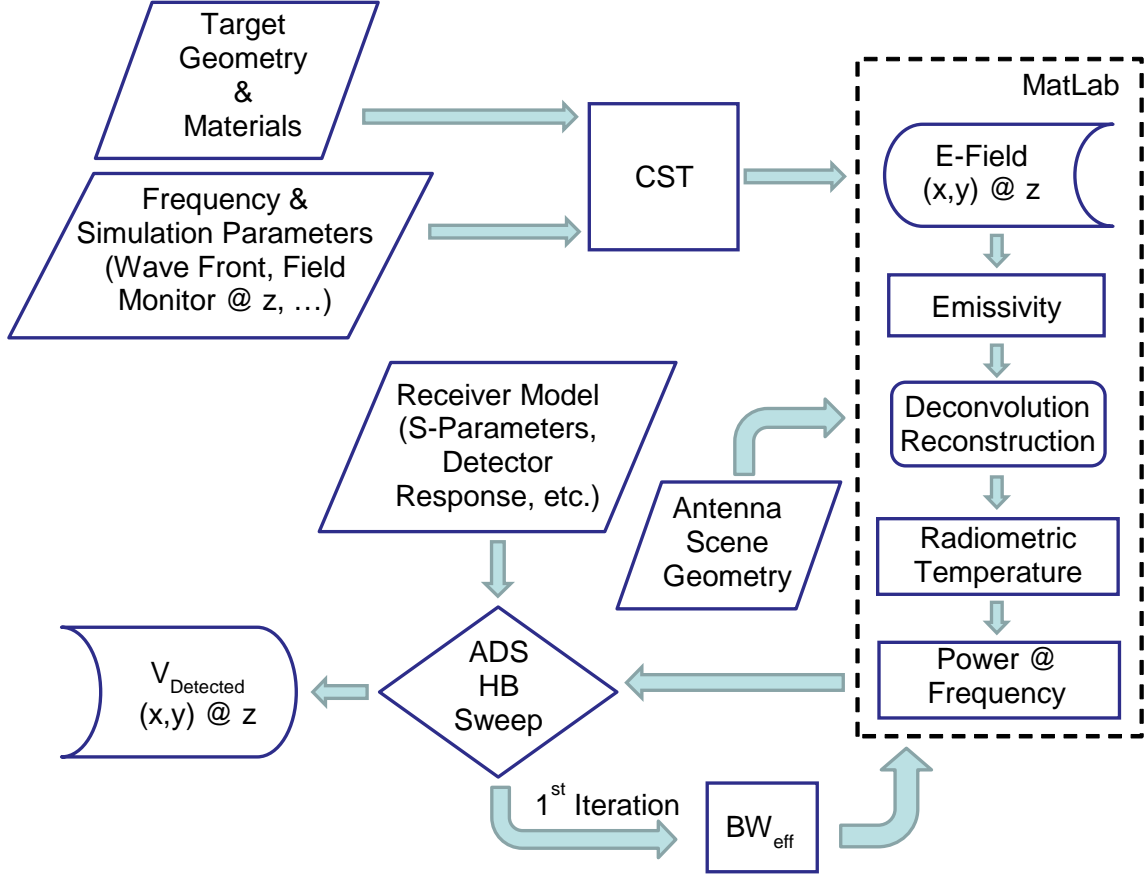 Target
Geometry
&
Materials
Frequency &
Simulation Parameters
(Wave Front, Field
Monitor @ z, …)
CST
MatLab
E-Field
(x,y) @ z
Emissivity
Deconvolution
Reconstruction
Radiometric
Temperature
Power @
Frequency
Receiver Model
(S-Parameters,
Detector
Response, etc.)
Antenna
Scene
Geometry
ADS
HB
Sweep
V_Detected
(x,y) @ z
1st Iteration
BW_eff